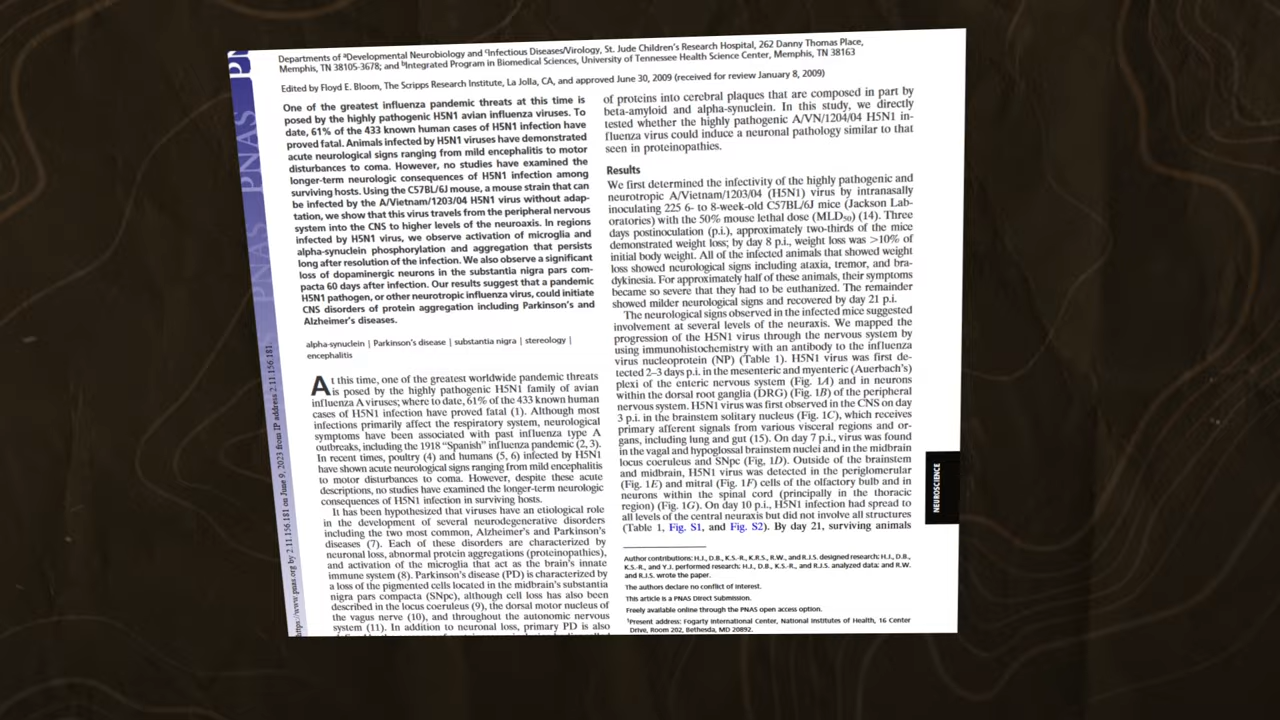 Departments of ᵃDevelopmental Neurobiology and ᶜInfectious Diseases/Virology, St. Jude Children's Research Hospital, 262 Danny Thomas Place,
Memphis, TN 38105-3678; and ᵇIntegrated Program in Biomedical Sciences, University of Tennessee Health Science Center, Memphis, TN 38163
Edited by Floyd E. Bloom, The Scripps Research Institute, La Jolla, CA, and approved June 30, 2009 (received for review January 8, 2009)
One of the greatest influenza pandemic threats at this time is
posed by the highly pathogenic H5N1 avian influenza viruses. To
date, 61% of the 433 known human cases of H5N1 infection have
proved fatal. Animals infected by H5N1 viruses have demonstrated
acute neurological signs ranging from mild encephalitis to motor
disturbances to coma. However, no studies have examined the
longer-term neurologic consequences of H5N1 infection among
surviving hosts. Using the C57BL/6J mouse, a mouse strain that can
be infected by the A/Vietnam/1203/04 H5N1 virus without adap-
tation, we show that this virus travels from the peripheral nervous
system into the CNS to higher levels of the neuroaxis. In regions
infected by H5N1 virus, we observe activation of microglia and
alpha-synuclein phosphorylation and aggregation that persists
long after resolution of the infection. We also observe a significant
loss of dopaminergic neurons in the substantia nigra pars com-
pacta 60 days after infection. Our results suggest that a pandemic
H5N1 pathogen, or other neurotropic influenza virus, could initiate
CNS disorders of protein aggregation including Parkinson's and
Alzheimer's diseases.
alpha-synuclein | Parkinson's disease | substantia nigra | stereology |
encephalitis
At this time, one of the greatest worldwide pandemic threats
is posed by the highly pathogenic H5N1 family of avian
influenza A viruses; where to date, 61% of the 433 known human
cases of H5N1 infection have proved fatal (1). Although most
infections primarily affect the respiratory system, neurological
symptoms have been associated with past influenza type A
outbreaks, including the 1918 "Spanish" influenza pandemic (2, 3).
In recent times, poultry (4) and humans (5, 6) infected by H5N1
have shown acute neurological signs ranging from mild encephalitis
to motor disturbances to coma. However, despite these acute
descriptions, no studies have examined the longer-term neurologic
consequences of H5N1 infection in surviving hosts.
It has been hypothesized that viruses have an etiological role
in the development of several neurodegenerative disorders
including the two most common, Alzheimer's and Parkinson's
diseases (7). Each of these disorders are characterized by
neuronal loss, abnormal protein aggregations (proteinopathies),
and activation of the microglia that act as the brain's innate
immune system (8). Parkinson's disease (PD) is characterized by
a loss of the pigmented cells located in the midbrain's substantia
nigra pars compacta (SNpc), although cell loss has also been
described in the locus coeruleus (9), the dorsal motor nucleus of
the vagus nerve (10), and throughout the autonomic nervous
system (11). In addition to neuronal loss, primary PD is also
of proteins into cerebral plaques that are composed in part by
beta-amyloid and alpha-synuclein. In this study, we directly
tested whether the highly pathogenic A/VN/1204/04 H5N1 in-
fluenza virus could induce a neuronal pathology similar to that
seen in proteinopathies.
Results
We first determined the infectivity of the highly pathogenic and
neurotropic A/Vietnam/1203/04 (H5N1) virus by intranasally
inoculating 225 6- to 8-week-old C57BL/6J mice (Jackson Lab-
oratories) with the 50% mouse lethal dose (MLD₅₀) (14). Three
days postinoculation (p.i.), approximately two-thirds of the mice
demonstrated weight loss; by day 8 p.i., weight loss was >10% of
initial body weight. All of the infected animals that showed weight
loss showed neurological signs including ataxia, tremor, and bra-
dykinesia. For approximately half of these animals, their symptoms
became so severe that they had to be euthanized. The remainder
showed milder neurological signs and recovered by day 21 p.i.
The neurological signs observed in the infected mice suggested
involvement at several levels of the neuraxis. We mapped the
progression of the H5N1 virus through the nervous system by
using immunohistochemistry with an antibody to the influenza
virus nucleoprotein (NP) (Table 1). H5N1 virus was first de-
tected 2–3 days p.i. in the mesenteric and myenteric (Auerbach's)
plexi of the enteric nervous system (Fig. 1A) and in neurons
within the dorsal root ganglia (DRG) (Fig. 1B) of the peripheral
nervous system. H5N1 virus was first observed in the CNS on day
3 p.i. in the brainstem solitary nucleus (Fig. 1C), which receives
primary afferent signals from various visceral regions and or-
gans, including lung and gut (15). On day 7 p.i., virus was found
in the vagal and hypoglossal brainstem nuclei and in the midbrain
locus coeruleus and SNpc (Fig, 1D). Outside of the brainstem
and midbrain, H5N1 virus was detected in the periglomerular
(Fig. 1E) and mitral (Fig. 1F) cells of the olfactory bulb and in
neurons within the spinal cord (principally in the thoracic
region) (Fig. 1G). On day 10 p.i., H5N1 infection had spread to
all levels of the central neuraxis but did not involve all structures
(Table 1, Fig. S1, and Fig. S2). By day 21, surviving animals
Author contributions: H.J., D.B., K.S.-R., K.R.S., R.W., and R.J.S. designed research; H.J., D.B.,
K.S.-R., and Y.J. performed research; H.J., D.B., K.S.-R., and R.J.S. analyzed data; and R.W.
and R.J.S. wrote the paper.
The authors declare no conflict of interest.
This article is a PNAS Direct Submission.
Freely available online through the PNAS open access option.
¹Present address: Fogarty International Center, National Institutes of Health, 16 Center
Drive, Room 202, Bethesda, MD 20892.
NEUROSCIENCE
PNAS PNAS
https://www.pnas.org by 2.11.156.181 on June 9, 2023 from IP address 2.11.156.181.